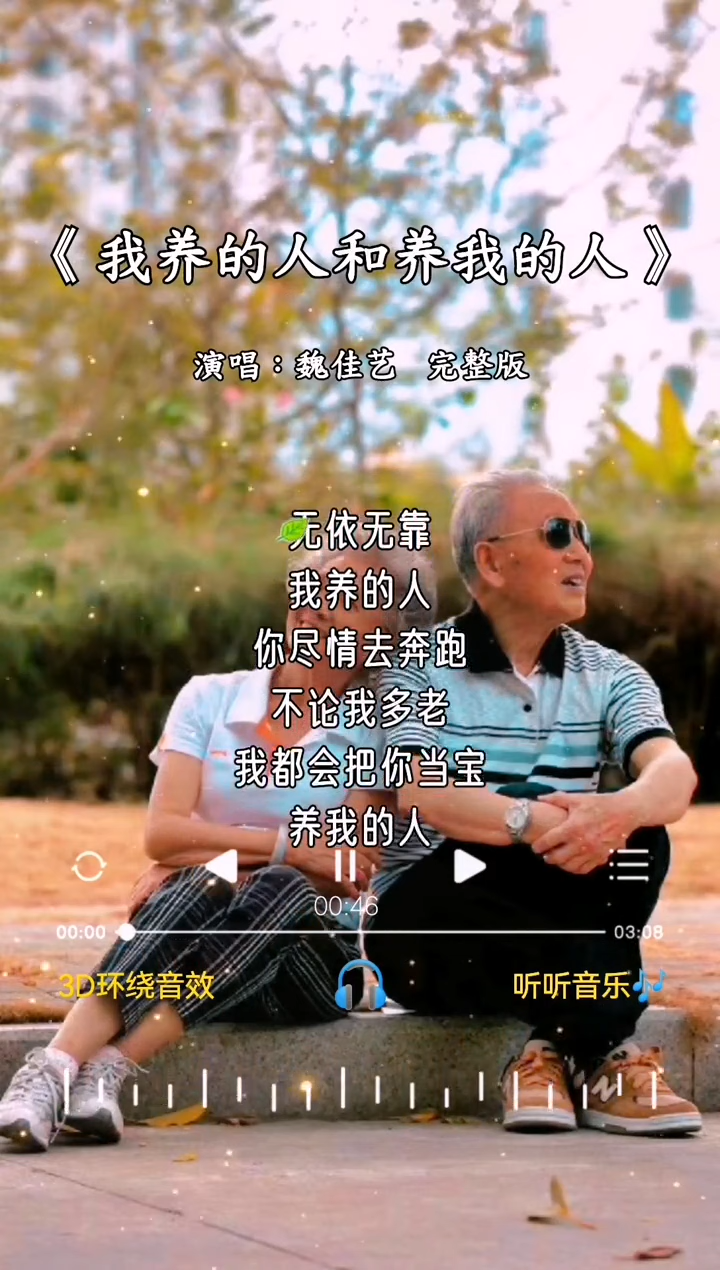 《我养的人和养我的人》
演唱：魏佳艺 完整版
无依无靠
我养的人
你尽情去奔跑
不论我多老
我都会把你当宝
养我的人
00:46
00:00 03:08
3D环绕音效 听听音乐